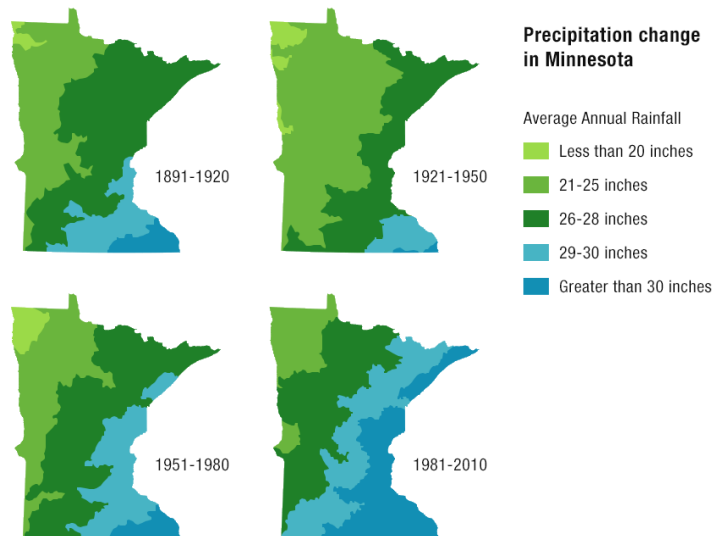 Precipitation change
in Minnesota
Average Annual Rainfall
Less than 20 inches
21-25 inches
26-28 inches
29-30 inches
Greater than 30 inches
1891-1920
1921-1950
1951-1980
1981-2010